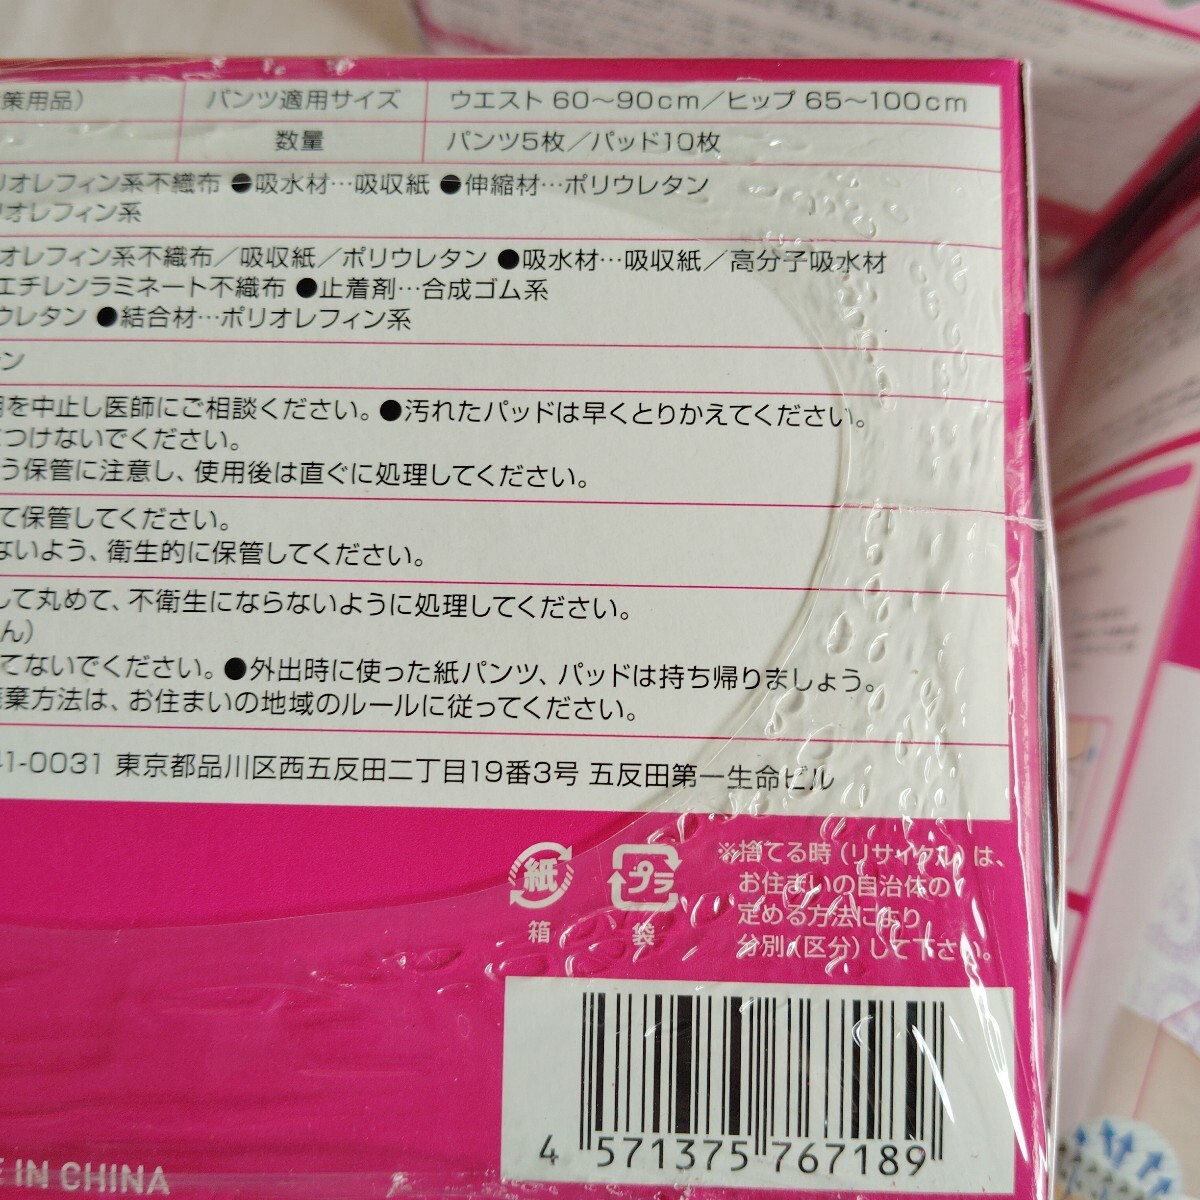 策用品) パンツ適用サイズ ウエスト 60〜90cm／ヒップ 65〜100cm
数量 パンツ5枚／パッド10枚
リオレフィン系不織布 ●吸水材…吸収紙 ●伸縮材…ポリウレタン
リオレフィン系
オレフィン系不織布／吸収紙／ポリウレタン ●吸水材…吸収紙／高分子吸水材
エチレンラミネート不織布 ●止着剤…合成ゴム系
ウレタン ●結合材…ポリオレフィン系
ン
用を中止し医師にご相談ください。●汚れたパッドは早くとりかえてください。
につけないでください。
う保管に注意し、使用後は直ぐに処理してください。
て保管してください。
ないよう、衛生的に保管してください。
して丸めて、不衛生にならないように処理してください。
ん)
てないでください。●外出時に使った紙パンツ、パッドは持ち帰りましょう。
廃棄方法は、お住まいの地域のルールに従ってください。
41-0031 東京都品川区西五反田二丁目19番3号 五反田第一生命ビル
紙
箱
プラ
袋
※捨てる時(リサイクル)は、
お住まいの自治体の
定める方法により
分別(区分)して下さい。
4 571375 767189
E IN CHINA